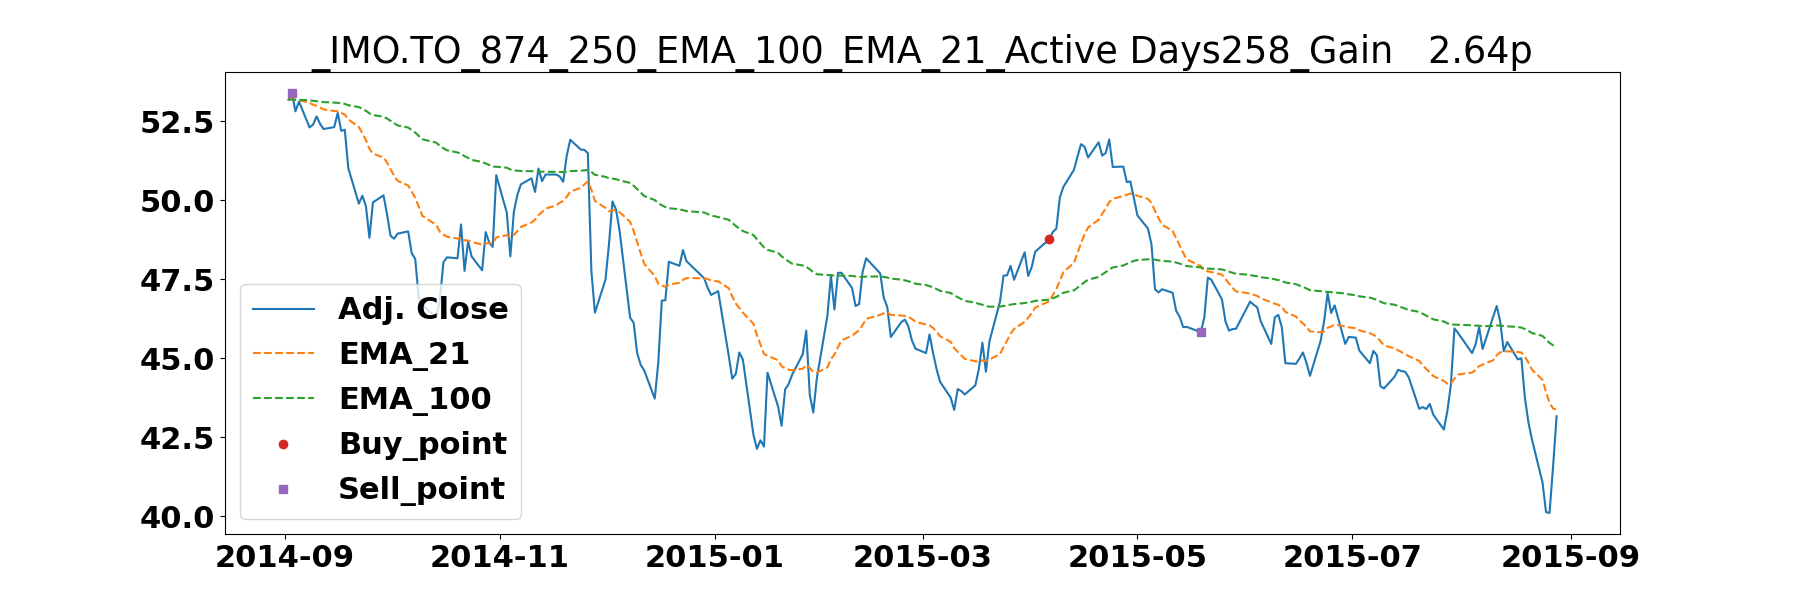 _IMO.TO_874_250_EMA_100_EMA_21_Active Days258_Gain   2.64p
52.5
50.0
47.5
45.0
42.5
40.0
Adj. Close
EMA_21
EMA_100
Buy_point
Sell_point
2014-09 2014-11 2015-01 2015-03 2015-05 2015-07 2015-09